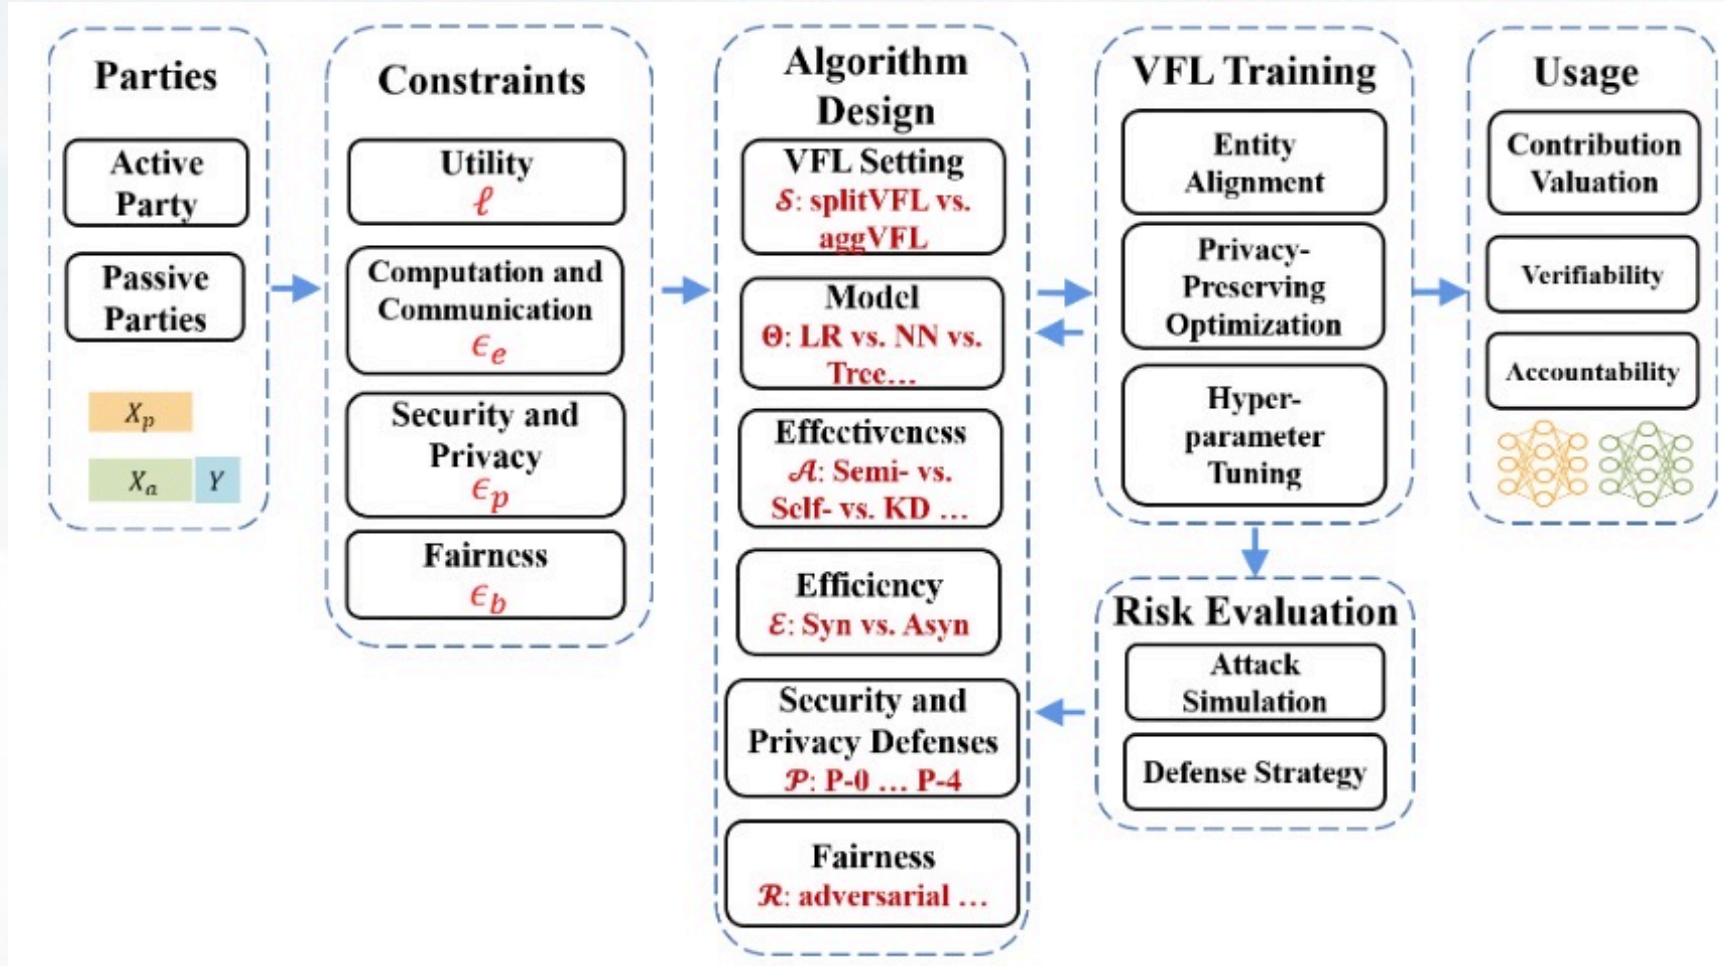 Parties
Active
Party
Passive
Parties
X_p
X_a Y
Constraints
Utility
ℓ
Computation and
Communication
ϵ_e
Security and
Privacy
ϵ_p
Fairness
ϵ_b
Algorithm
Design
VFL Setting
𝒮: splitVFL vs.
aggVFL
Model
Θ: LR vs. NN vs.
Tree…
Effectiveness
𝒜: Semi- vs.
Self- vs. KD …
Efficiency
ℰ: Syn vs. Asyn
Security and
Privacy Defenses
𝒫: P-0 … P-4
Fairness
ℛ: adversarial …
VFL Training
Entity
Alignment
Privacy-
Preserving
Optimization
Hyper-
parameter
Tuning
Risk Evaluation
Attack
Simulation
Defense Strategy
Usage
Contribution
Valuation
Verifiability
Accountability